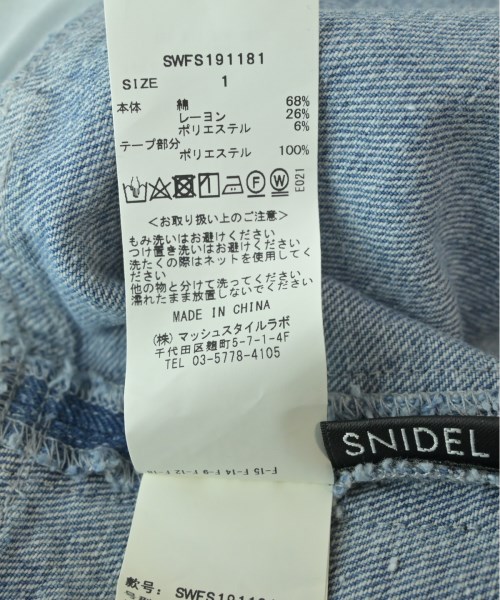 SWFS191181
SIZE 1
本体 綿 68%
レーヨン 26%
ポリエステル 6%
テープ部分
ポリエステル 100%
F W
E021
＜お取り扱い上のご注意＞
もみ洗いはお避けください
つけ置き洗いはお避けください
洗たくの際はネットを使用してく
ださい
他の物と分けて洗ってください
濡れたまま放置しないでください
MADE IN CHINA
(株) マッシュスタイルラボ
千代田区麹町5-7-1-4F
TEL 03-5778-4105
SNIDEL
F-15 F-14 F-9 F-12
款号: SWFS19118